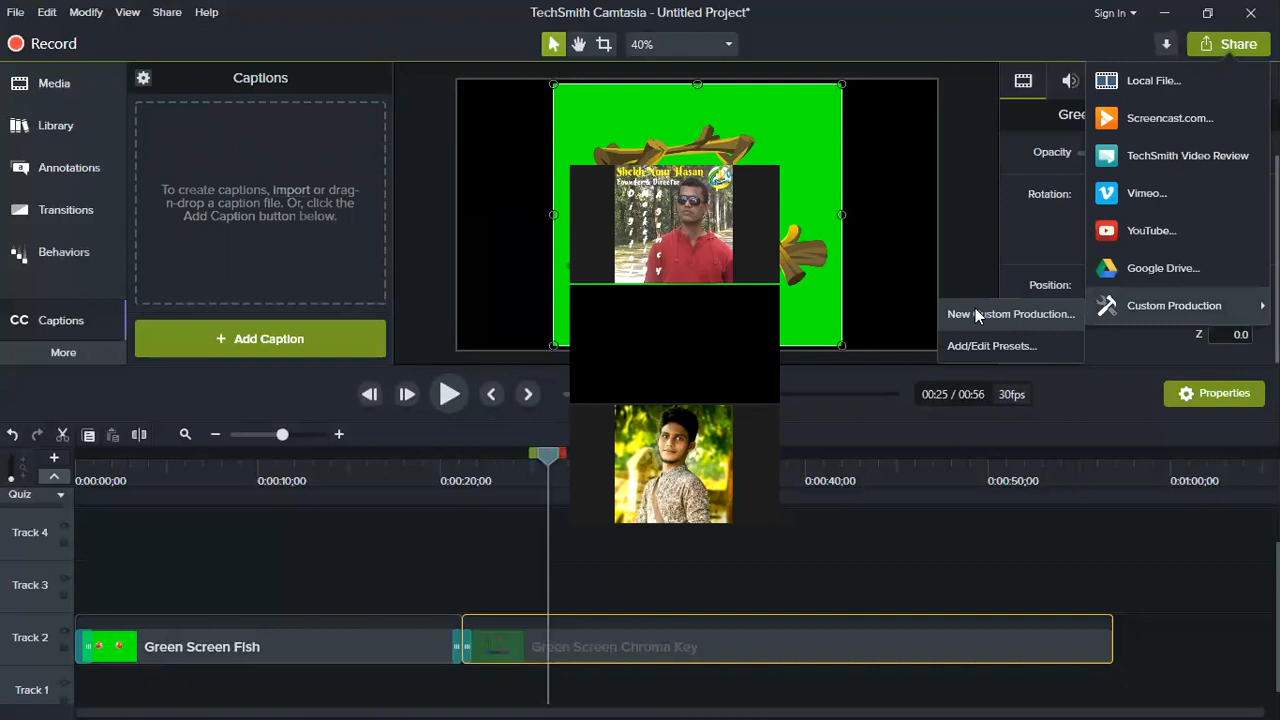 File Edit Modify View Share Help
TechSmith Camtasia - Untitled Project*
Sign In
Record
40%
Share
Media
Library
Annotations
Transitions
Behaviors
CC Captions
More
Captions
To create captions, import or drag-
n-drop a caption file. Or, click the
Add Caption button below.
+ Add Caption
Founder & Director
Opacity
Rotation:
Position:
Z 0.0
Local File...
Screencast.com...
TechSmith Video Review
Vimeo...
YouTube...
Google Drive...
Custom Production
New Custom Production...
Add/Edit Presets...
00:25 / 00:56 30fps
Properties
0:00:00;00 0:00:10;00 0:00:20;00 0:00:40;00 0:00:50;00 0:01:00;00
Quiz
Track 4
Track 3
Track 2
Green Screen Fish
Green Screen Chroma Key
Track 1